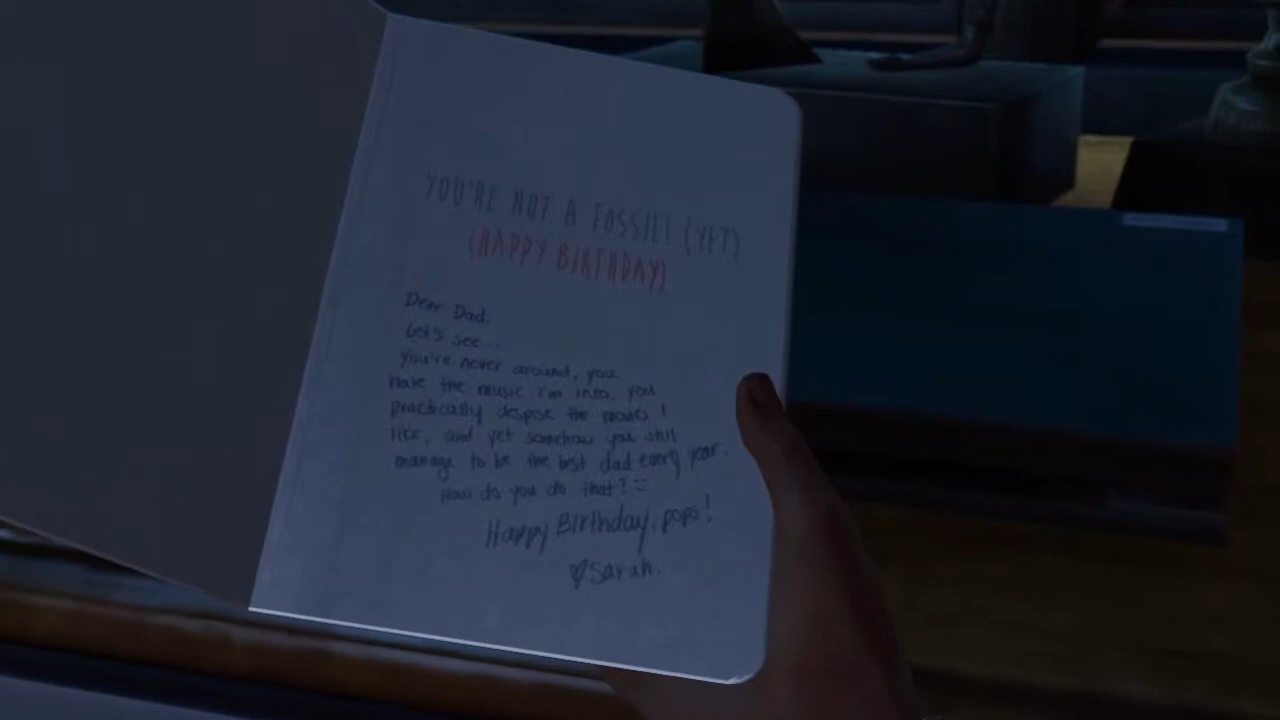 YOU'RE NOT A FOSSIL! (YET)
(HAPPY BIRTHDAY)
Dear Dad,
Let's see...
you're never around, you
hate the music i'm into, you
practically despise the movies i
like, and yet somehow you still
manage to be the best dad every year.
How do you do that? :)
Happy Birthday, pops!
♡Sarah.